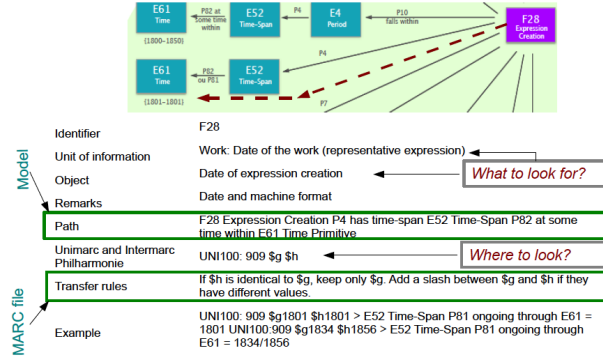 E61
Time
P82 at
some time
within
E52
Time-Span
P4
E4
Period
P10
falls within
F28
Expression
Creation
(1800–1850)
P4
E61
Time
P82
ou P81
E52
Time-Span
(1801–1801)
P7
Identifier
F28
Unit of information
Work: Date of the work (representative expression)
Object
Date of expression creation
What to look for?
Remarks
Date and machine format
Model
Path
F28 Expression Creation P4 has time-span E52 Time-Span P82 at some
time within E61 Time Primitive
Unimarc and Intermarc
Philharmonie
UNI100: 909 $g $h
Where to look?
Transfer rules
If $h is identical to $g, keep only $g. Add a slash between $g and $h if they
have different values.
MARC file
Example
UNI100: 909 $g1801 $h1801 > E52 Time-Span P81 ongoing through E61 =
1801 UNI100:909 $g1834 $h1856 > E52 Time-Span P81 ongoing through
E61 = 1834/1856